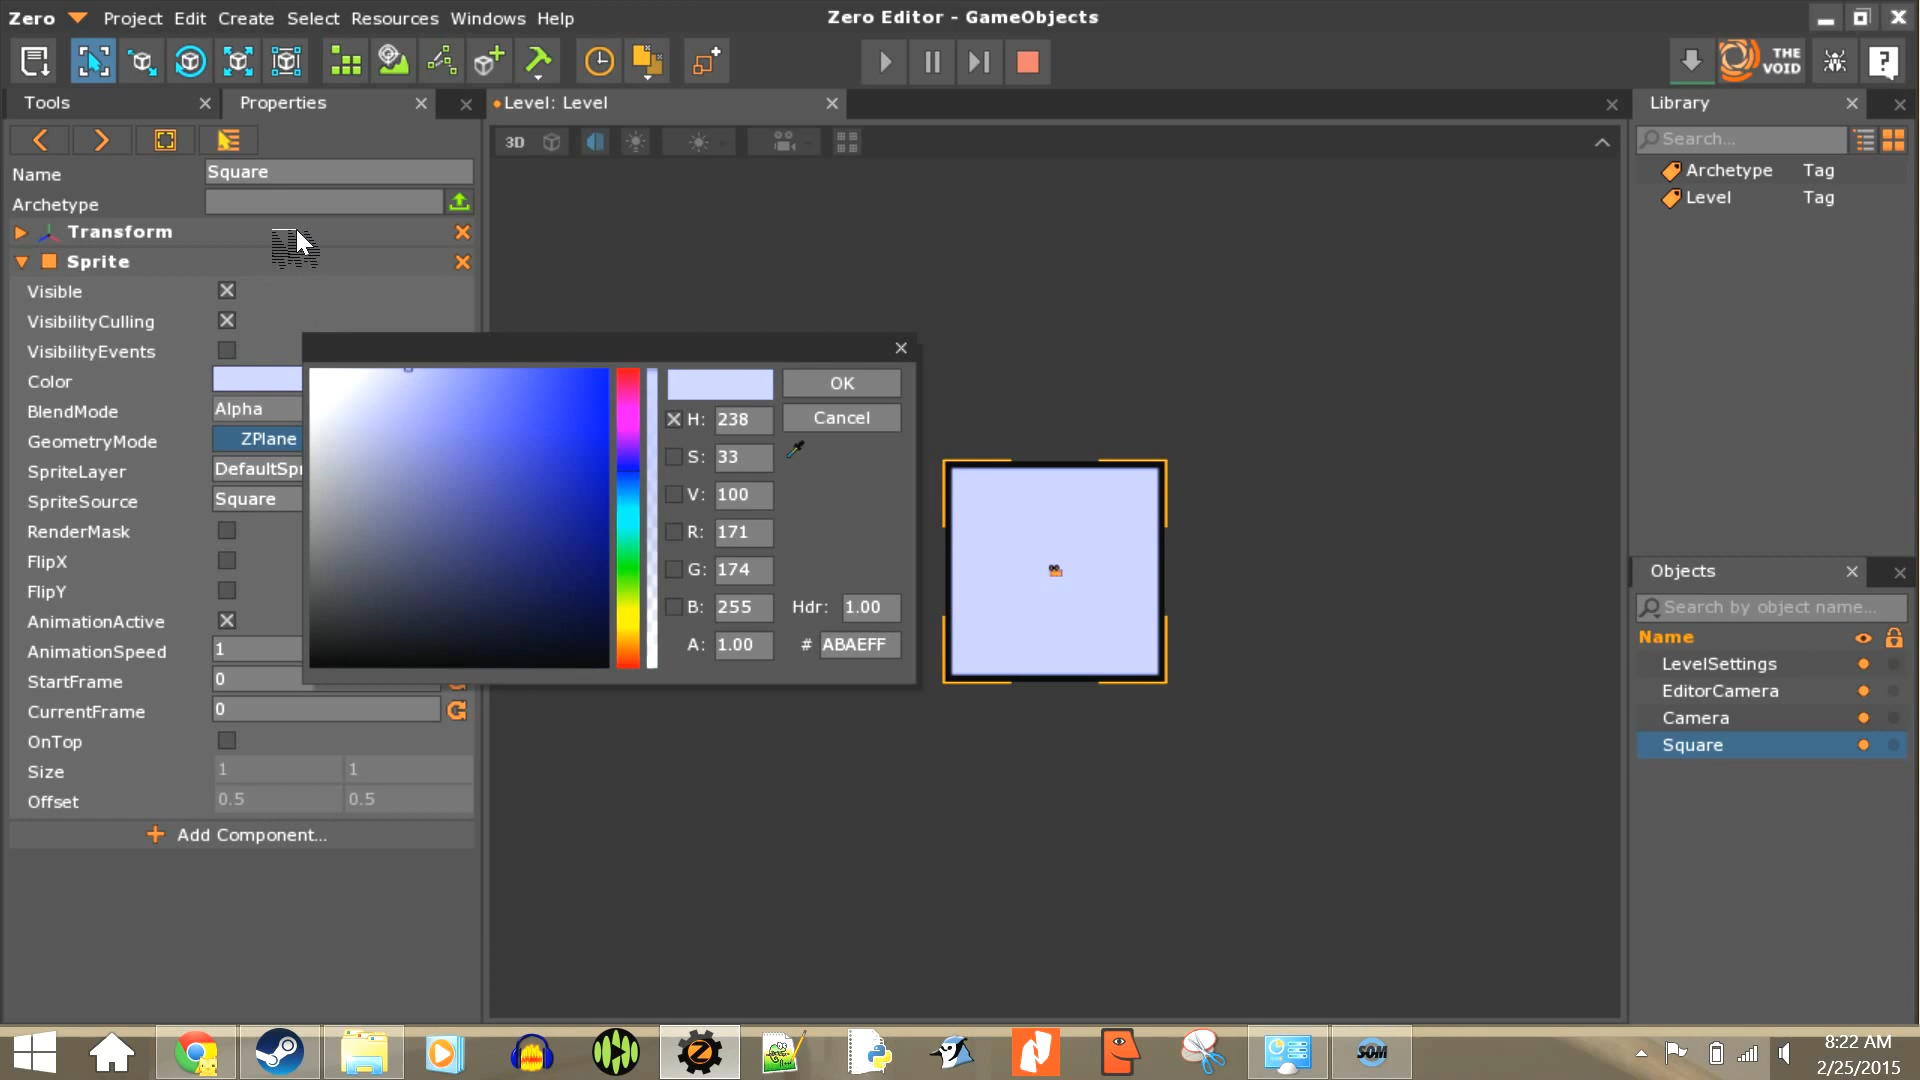 Zero Project Edit Create Select Resources Windows Help
Zero Editor - GameObjects
THE VOID
Tools
Properties
Level: Level
Library
3D
Search...
Name Square
Archetype
Archetype Tag
Level Tag
Transform
Sprite
Visible
VisibilityCulling
VisibilityEvents
Color
BlendMode Alpha
GeometryMode ZPlane
SpriteLayer DefaultSpr
SpriteSource Square
RenderMask
FlipX
FlipY
AnimationActive
AnimationSpeed 1
StartFrame 0
CurrentFrame 0
OnTop
Size 1 1
Offset 0.5 0.5
Add Component...
OK
Cancel
H: 238
S: 33
V: 100
R: 171
G: 174
B: 255
Hdr: 1.00
A: 1.00
# ABAEFF
Objects
Search by object name...
Name
LevelSettings
EditorCamera
Camera
Square
SOM
8:22 AM
2/25/2015